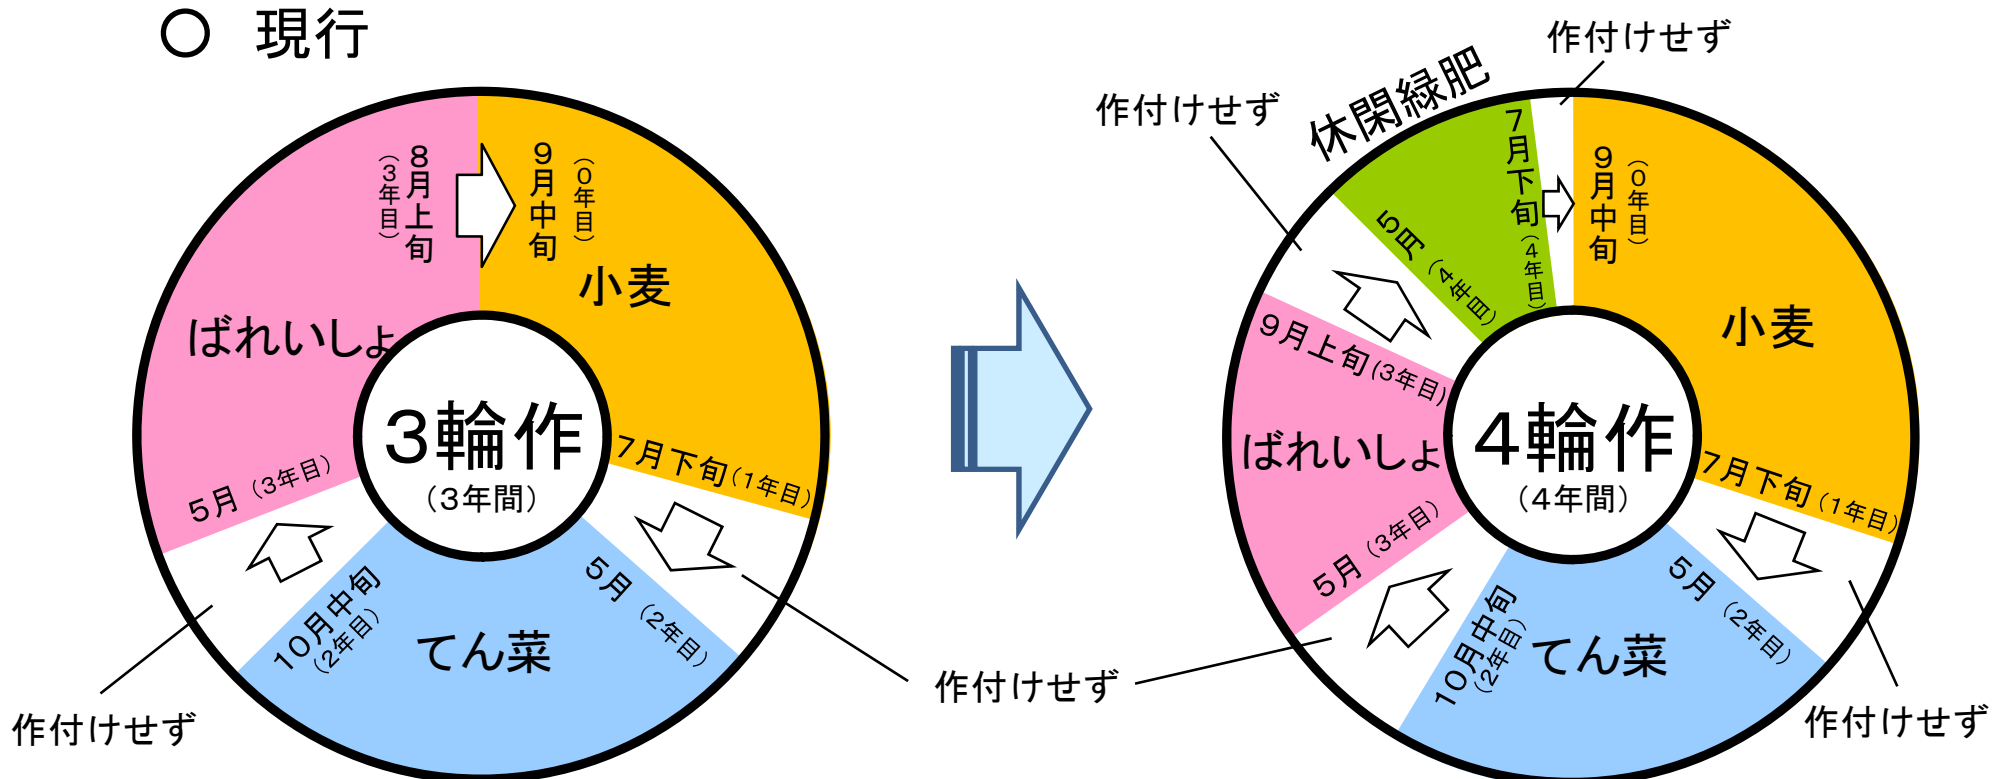 ○ 現行
8月上旬
(3年目)
9月中旬
(0年目)
小麦
ばれいしょ
3輪作
(3年間)
7月下旬(1年目)
5月(3年目)
5月(2年目)
10月中旬
(2年目)
てん菜
作付けせず
作付けせず
作付けせず
作付けせず
休閑緑肥
7月下旬(4年目)
9月中旬
(0年目)
5月(4年目)
小麦
9月上旬(3年目)
ばれいしょ
4輪作
(4年間)
7月下旬(1年目)
5月(3年目)
5月(2年目)
10月中旬
(2年目)
てん菜
作付けせず